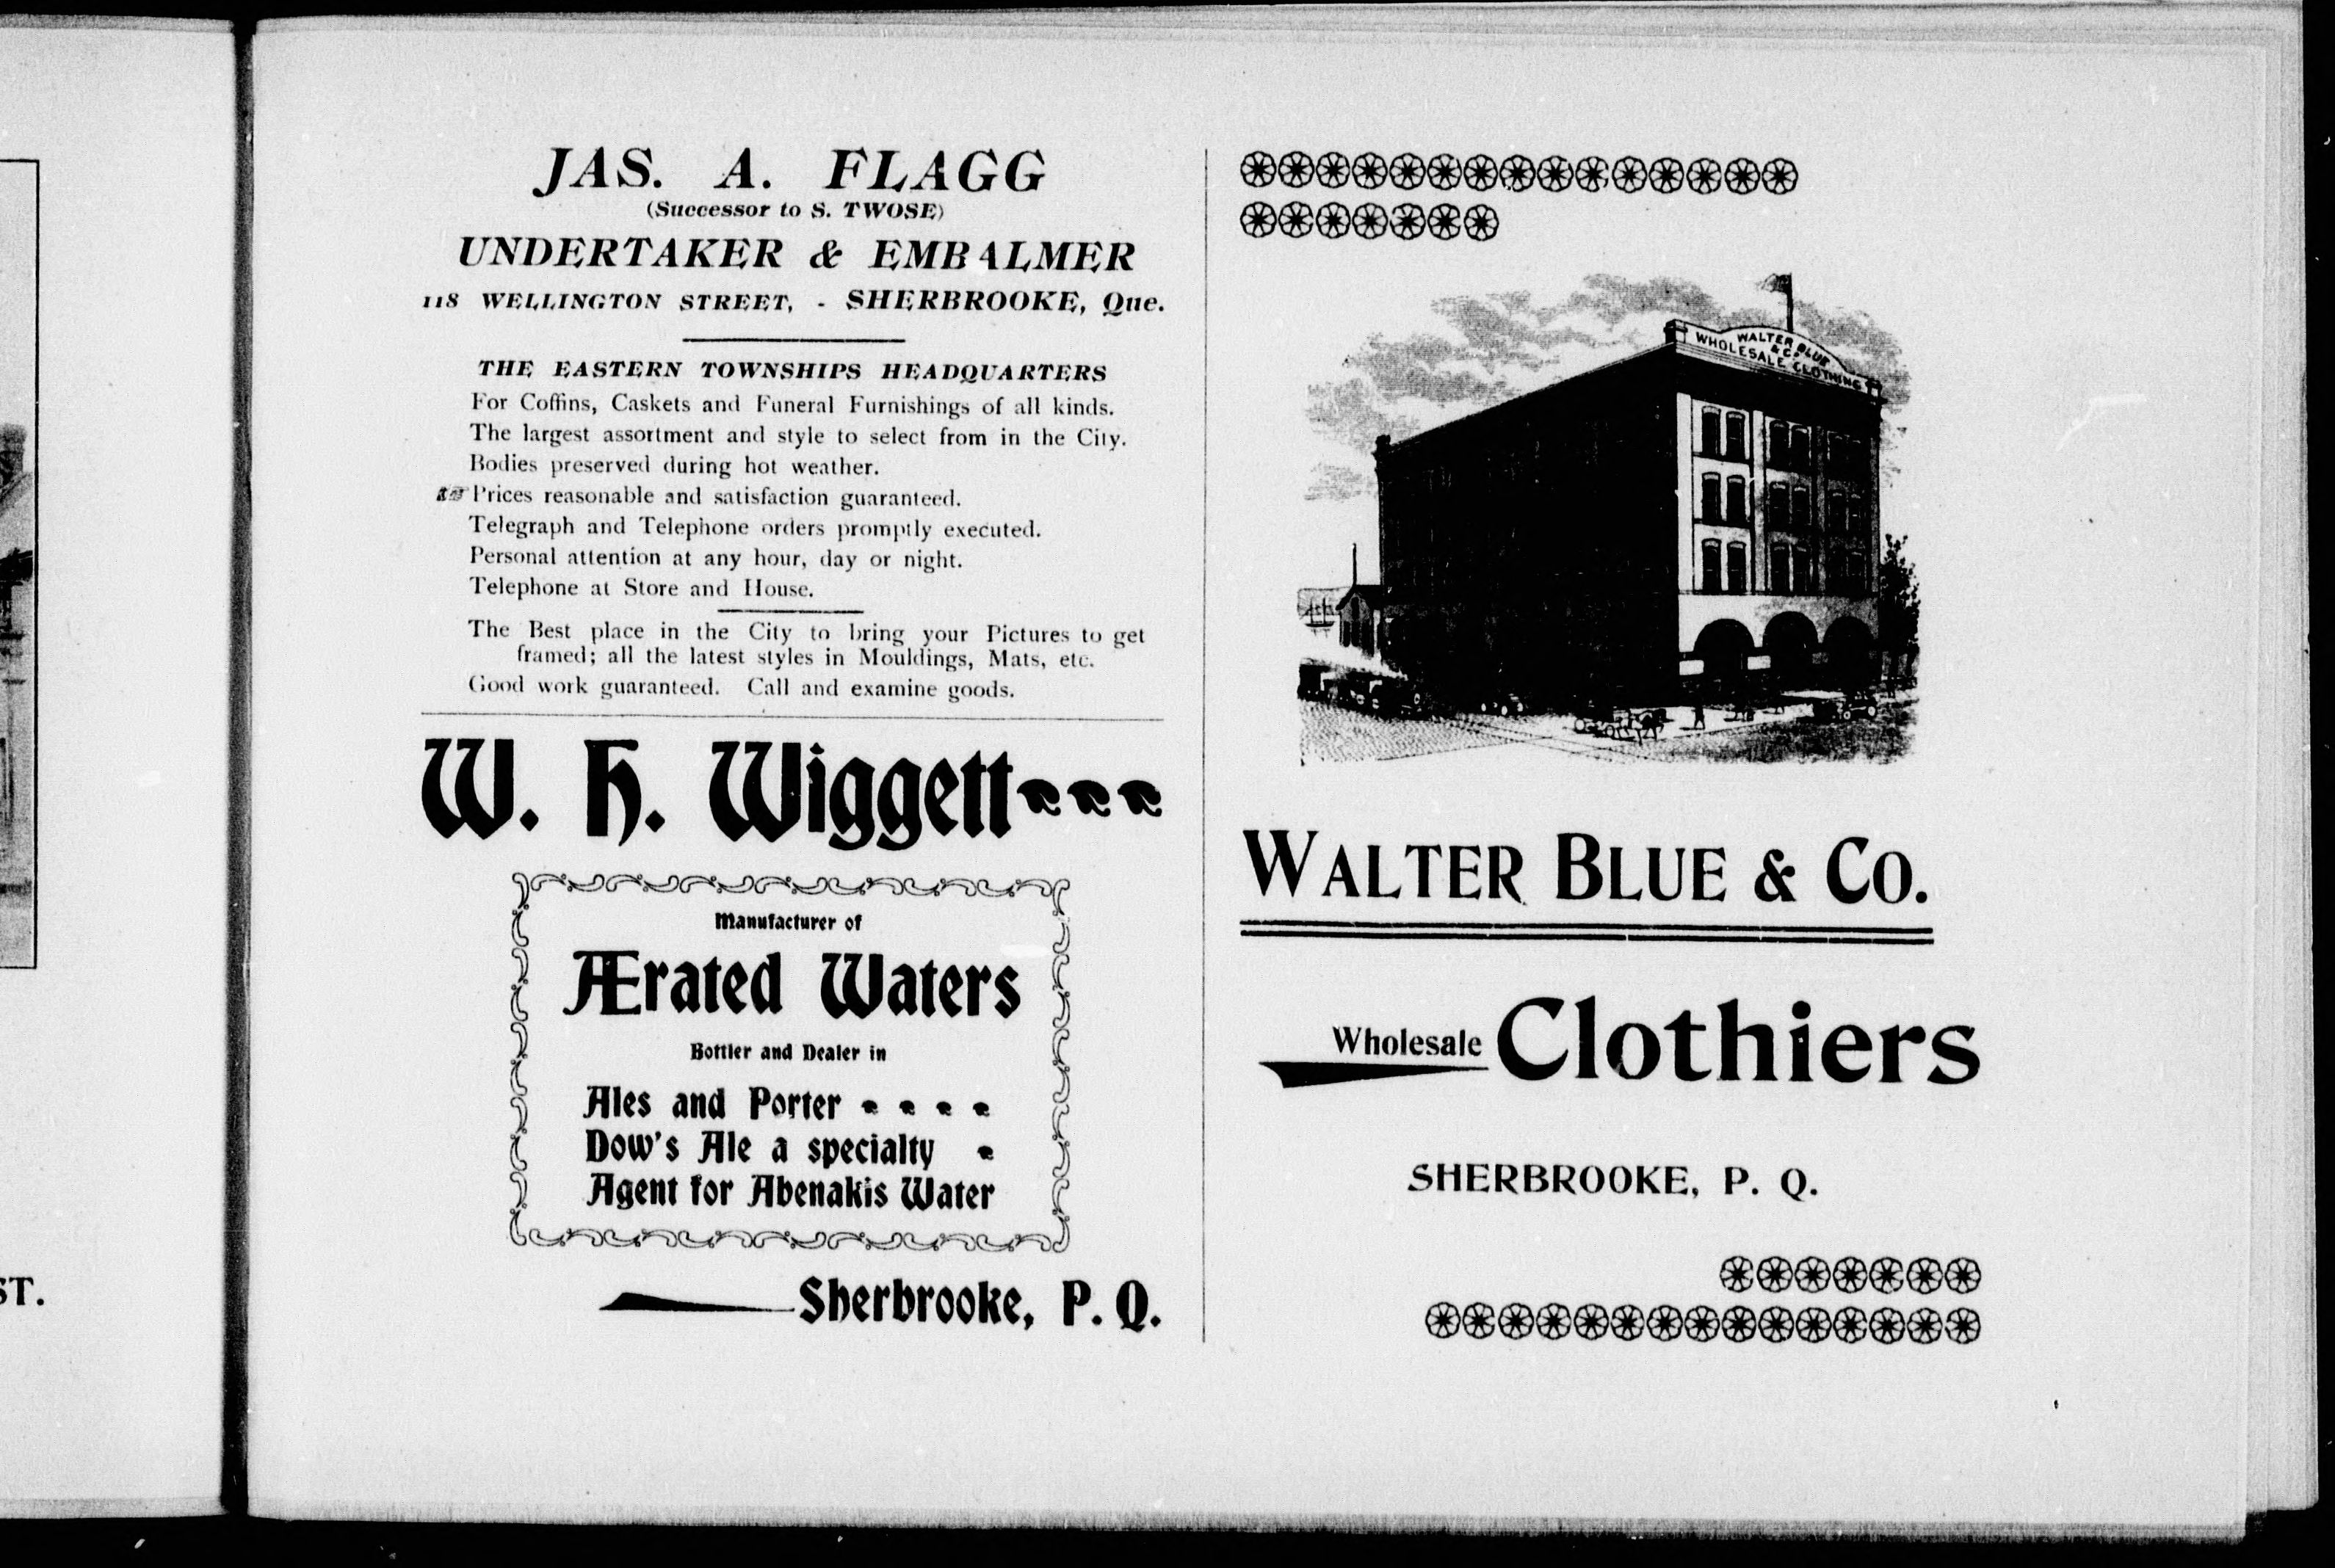 ST.
JAS. A. FLAGG
(Successor to S. TWOSE)
UNDERTAKER & EMBALMER
118 WELLINGTON STREET, - SHERBROOKE, Que.
THE EASTERN TOWNSHIPS HEADQUARTERS
For Coffins, Caskets and Funeral Furnishings of all kinds.
The largest assortment and style to select from in the City.
Bodies preserved during hot weather.
Prices reasonable and satisfaction guaranteed.
Telegraph and Telephone orders promptly executed.
Personal attention at any hour, day or night.
Telephone at Store and House.
The Best place in the City to bring your Pictures to get
framed; all the latest styles in Mouldings, Mats, etc.
Good work guaranteed. Call and examine goods.
W. H. Wiggett
Manufacturer of
Ærated Waters
Bottler and Dealer in
Ales and Porter
Dow's Ale a specialty
Agent for Abenakis Water
Sherbrooke, P. Q.
WALTER BLUE
& Co
WHOLESALE CLOTHING
WALTER BLUE & CO.
Wholesale Clothiers
SHERBROOKE, P. Q.